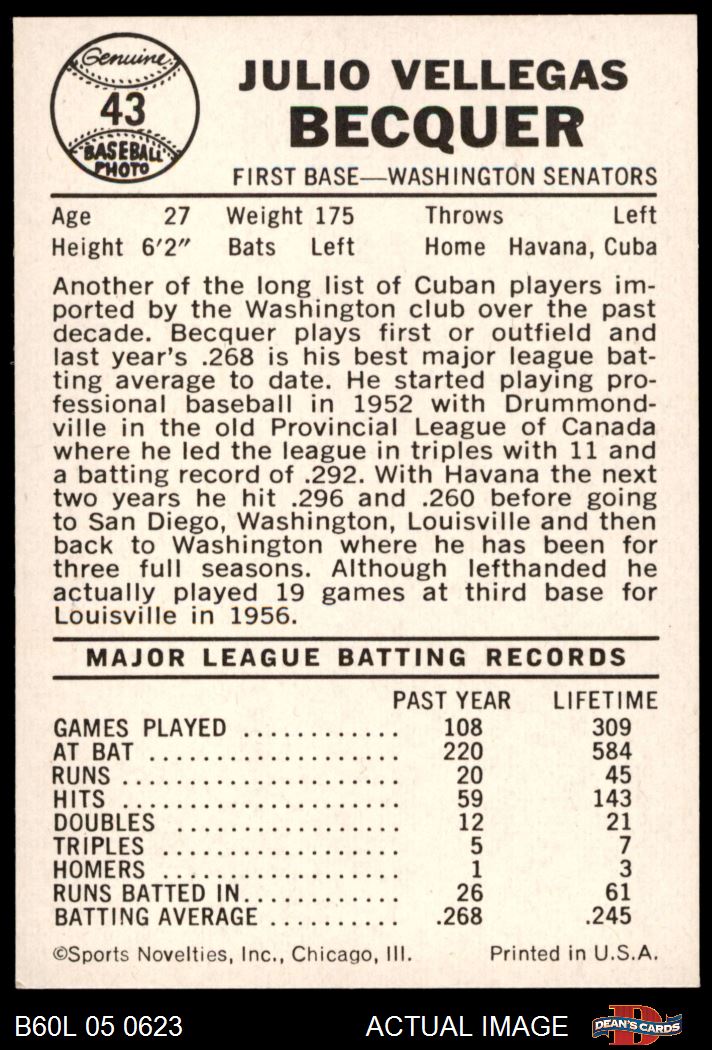 Genuine
43
BASEBALL
PHOTO
JULIO VELLEGAS
BECQUER
FIRST BASE—WASHINGTON SENATORS
Age 27 Weight 175 Throws Left
Height 6'2" Bats Left Home Havana, Cuba
Another of the long list of Cuban players im-
ported by the Washington club over the past
decade. Becquer plays first or outfield and
last year's .268 is his best major league bat-
ting average to date. He started playing pro-
fessional baseball in 1952 with Drummond-
ville in the old Provincial League of Canada
where he led the league in triples with 11 and
a batting record of .292. With Havana the next
two years he hit .296 and .260 before going
to San Diego, Washington, Louisville and then
back to Washington where he has been for
three full seasons. Although lefthanded he
actually played 19 games at third base for
Louisville in 1956.
MAJOR LEAGUE BATTING RECORDS
PAST YEAR LIFETIME
GAMES PLAYED ............ 108 309
AT BAT ................... 220 584
RUNS ..................... 20 45
HITS ..................... 59 143
DOUBLES ................. 12 21
TRIPLES .................. 5 7
HOMERS .................. 1 3
RUNS BATTED IN............ 26 61
BATTING AVERAGE .......... .268 .245
©Sports Novelties, Inc., Chicago, Ill. Printed in U.S.A.
B60L 05 0623 ACTUAL IMAGE D DEAN'S CARDS